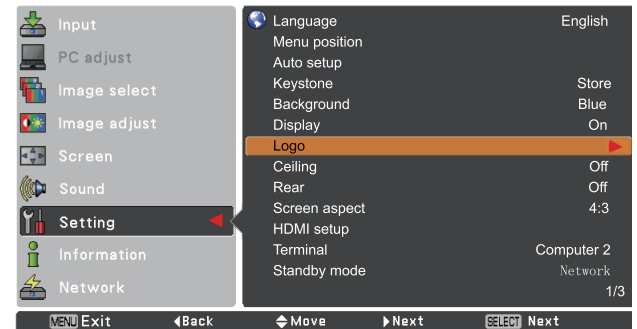 Input
PC adjust
Image select
Image adjust
Screen
Sound
Setting
Information
Network
Language English
Menu position
Auto setup
Keystone Store
Background Blue
Display On
Logo
Ceiling Off
Rear Off
Screen aspect 4:3
HDMI setup
Terminal Computer 2
Standby mode Network
1/3
MENU Exit Back Move Next SELECT Next